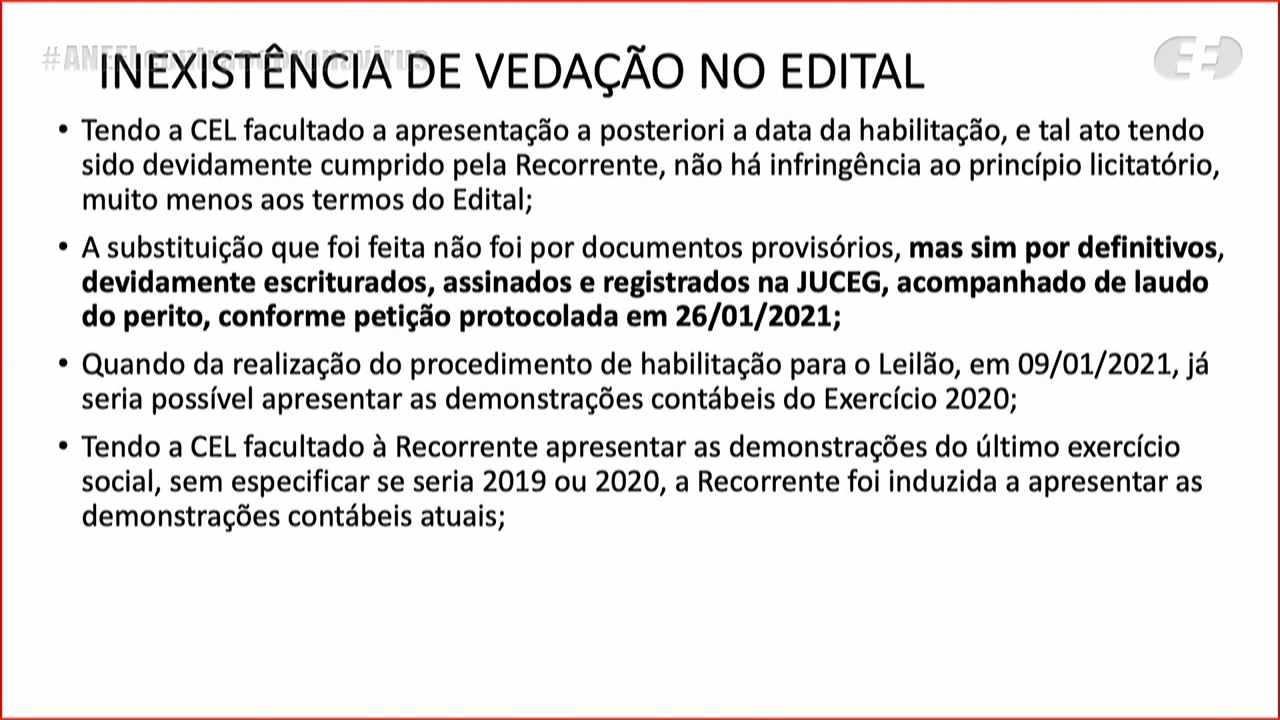 #ANEELcontraocoronavirus
INEXISTÊNCIA DE VEDAÇÃO NO EDITAL
• Tendo a CEL facultado a apresentação a posteriori a data da habilitação, e tal ato tendo
sido devidamente cumprido pela Recorrente, não há infringência ao princípio licitatório,
muito menos aos termos do Edital;
• A substituição que foi feita não foi por documentos provisórios, mas sim por definitivos,
devidamente escriturados, assinados e registrados na JUCEG, acompanhado de laudo
do perito, conforme petição protocolada em 26/01/2021;
• Quando da realização do procedimento de habilitação para o Leilão, em 09/01/2021, já
seria possível apresentar as demonstrações contábeis do Exercício 2020;
• Tendo a CEL facultado à Recorrente apresentar as demonstrações do último exercício
social, sem especificar se seria 2019 ou 2020, a Recorrente foi induzida a apresentar as
demonstrações contábeis atuais;